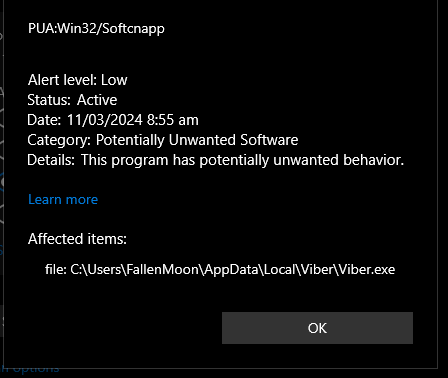 PUA:Win32/Softcnapp
Alert level: Low
Status: Active
Date: 11/03/2024 8:55 am
Category: Potentially Unwanted Software
Details: This program has potentially unwanted behavior.
Learn more
Affected items:
file: C:\Users\FallenMoon\AppData\Local\Viber\Viber.exe
OK
options